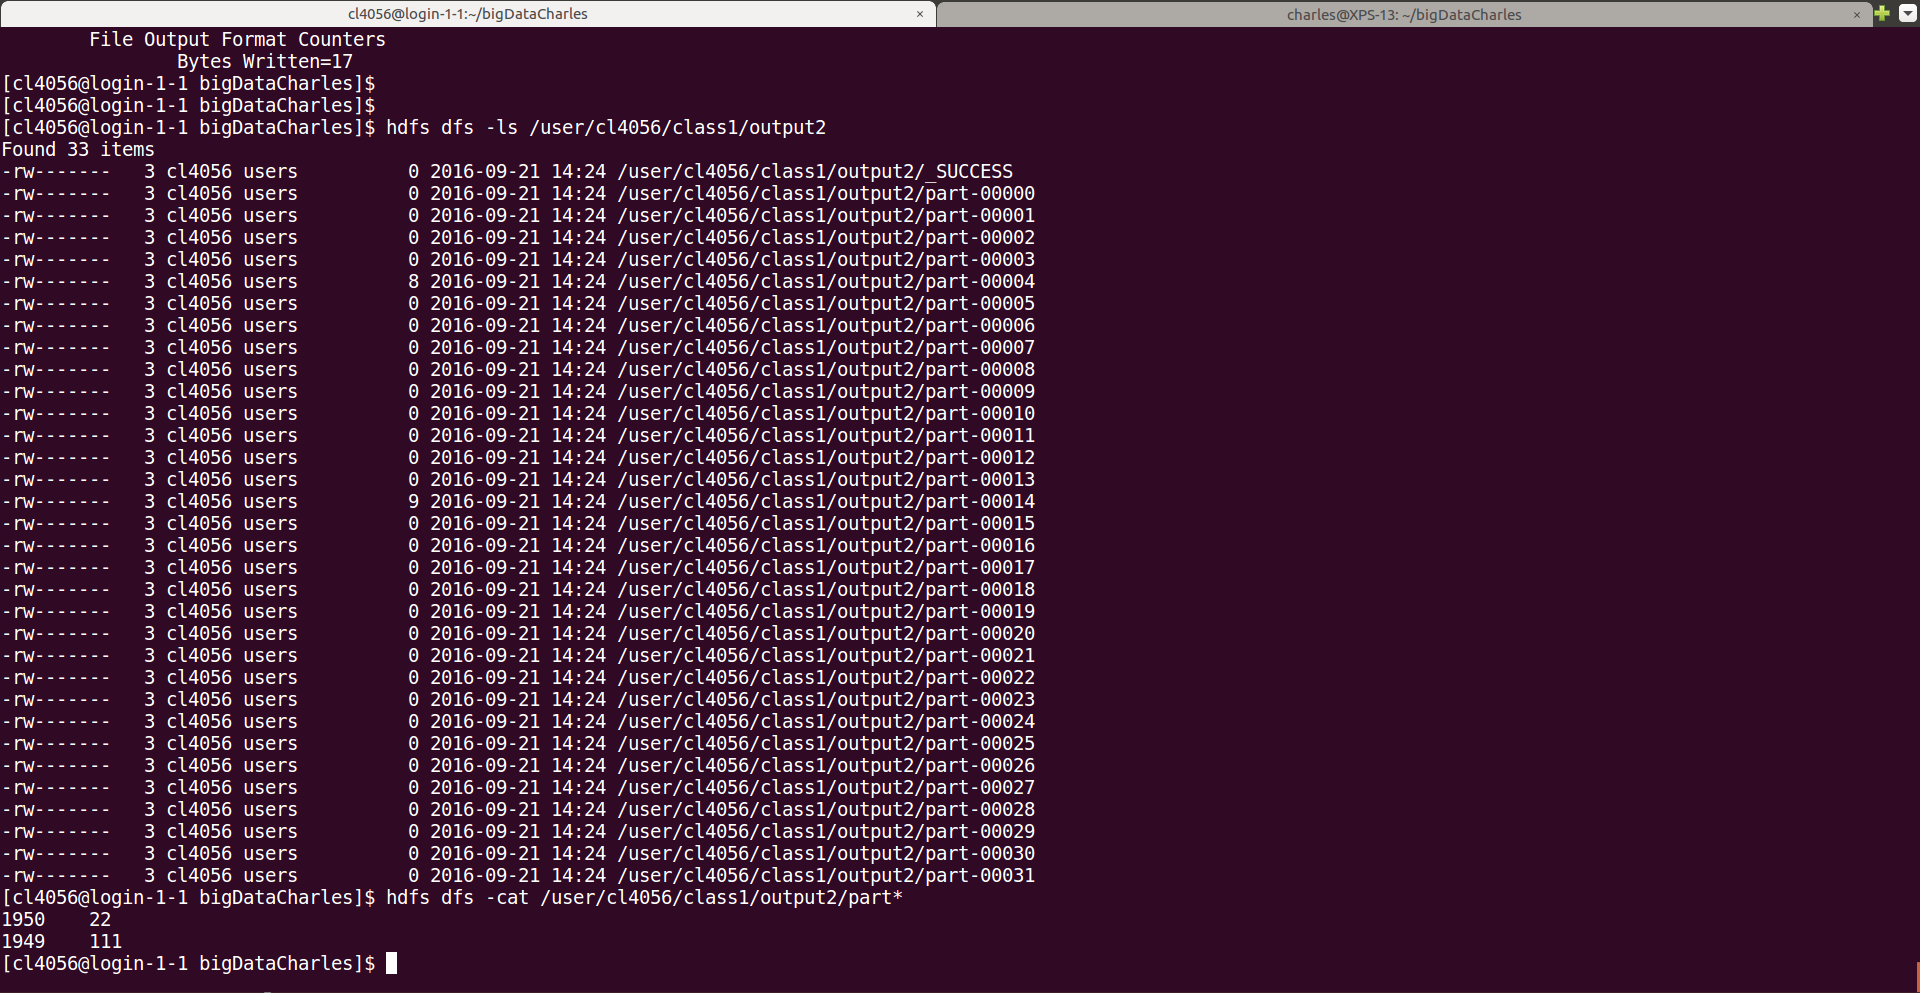 cl4056@login-1-1:~/bigDataCharles × charles@XPS-13: ~/bigDataCharles ×
        File Output Format Counters
                Bytes Written=17
[cl4056@login-1-1 bigDataCharles]$
[cl4056@login-1-1 bigDataCharles]$
[cl4056@login-1-1 bigDataCharles]$ hdfs dfs -ls /user/cl4056/class1/output2
Found 33 items
-rw-------   3 cl4056 users          0 2016-09-21 14:24 /user/cl4056/class1/output2/_SUCCESS
-rw-------   3 cl4056 users          0 2016-09-21 14:24 /user/cl4056/class1/output2/part-00000
-rw-------   3 cl4056 users          0 2016-09-21 14:24 /user/cl4056/class1/output2/part-00001
-rw-------   3 cl4056 users          0 2016-09-21 14:24 /user/cl4056/class1/output2/part-00002
-rw-------   3 cl4056 users          0 2016-09-21 14:24 /user/cl4056/class1/output2/part-00003
-rw-------   3 cl4056 users          8 2016-09-21 14:24 /user/cl4056/class1/output2/part-00004
-rw-------   3 cl4056 users          0 2016-09-21 14:24 /user/cl4056/class1/output2/part-00005
-rw-------   3 cl4056 users          0 2016-09-21 14:24 /user/cl4056/class1/output2/part-00006
-rw-------   3 cl4056 users          0 2016-09-21 14:24 /user/cl4056/class1/output2/part-00007
-rw-------   3 cl4056 users          0 2016-09-21 14:24 /user/cl4056/class1/output2/part-00008
-rw-------   3 cl4056 users          0 2016-09-21 14:24 /user/cl4056/class1/output2/part-00009
-rw-------   3 cl4056 users          0 2016-09-21 14:24 /user/cl4056/class1/output2/part-00010
-rw-------   3 cl4056 users          0 2016-09-21 14:24 /user/cl4056/class1/output2/part-00011
-rw-------   3 cl4056 users          0 2016-09-21 14:24 /user/cl4056/class1/output2/part-00012
-rw-------   3 cl4056 users          0 2016-09-21 14:24 /user/cl4056/class1/output2/part-00013
-rw-------   3 cl4056 users          9 2016-09-21 14:24 /user/cl4056/class1/output2/part-00014
-rw-------   3 cl4056 users          0 2016-09-21 14:24 /user/cl4056/class1/output2/part-00015
-rw-------   3 cl4056 users          0 2016-09-21 14:24 /user/cl4056/class1/output2/part-00016
-rw-------   3 cl4056 users          0 2016-09-21 14:24 /user/cl4056/class1/output2/part-00017
-rw-------   3 cl4056 users          0 2016-09-21 14:24 /user/cl4056/class1/output2/part-00018
-rw-------   3 cl4056 users          0 2016-09-21 14:24 /user/cl4056/class1/output2/part-00019
-rw-------   3 cl4056 users          0 2016-09-21 14:24 /user/cl4056/class1/output2/part-00020
-rw-------   3 cl4056 users          0 2016-09-21 14:24 /user/cl4056/class1/output2/part-00021
-rw-------   3 cl4056 users          0 2016-09-21 14:24 /user/cl4056/class1/output2/part-00022
-rw-------   3 cl4056 users          0 2016-09-21 14:24 /user/cl4056/class1/output2/part-00023
-rw-------   3 cl4056 users          0 2016-09-21 14:24 /user/cl4056/class1/output2/part-00024
-rw-------   3 cl4056 users          0 2016-09-21 14:24 /user/cl4056/class1/output2/part-00025
-rw-------   3 cl4056 users          0 2016-09-21 14:24 /user/cl4056/class1/output2/part-00026
-rw-------   3 cl4056 users          0 2016-09-21 14:24 /user/cl4056/class1/output2/part-00027
-rw-------   3 cl4056 users          0 2016-09-21 14:24 /user/cl4056/class1/output2/part-00028
-rw-------   3 cl4056 users          0 2016-09-21 14:24 /user/cl4056/class1/output2/part-00029
-rw-------   3 cl4056 users          0 2016-09-21 14:24 /user/cl4056/class1/output2/part-00030
-rw-------   3 cl4056 users          0 2016-09-21 14:24 /user/cl4056/class1/output2/part-00031
[cl4056@login-1-1 bigDataCharles]$ hdfs dfs -cat /user/cl4056/class1/output2/part*
1950    22
1949    111
[cl4056@login-1-1 bigDataCharles]$